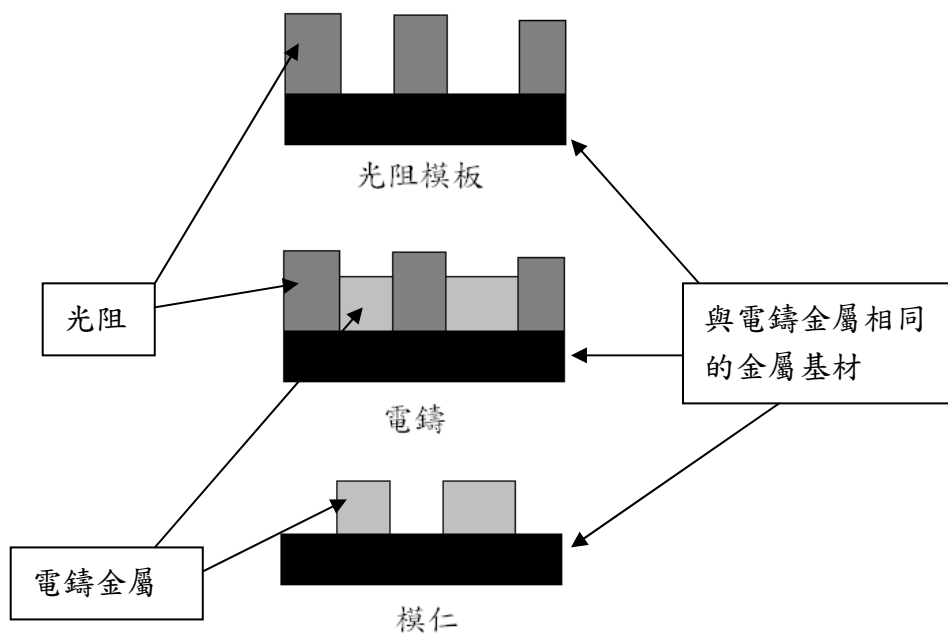 光阻模板
光阻
與電鑄金屬相同
的金屬基材
電鑄
電鑄金屬
模仁